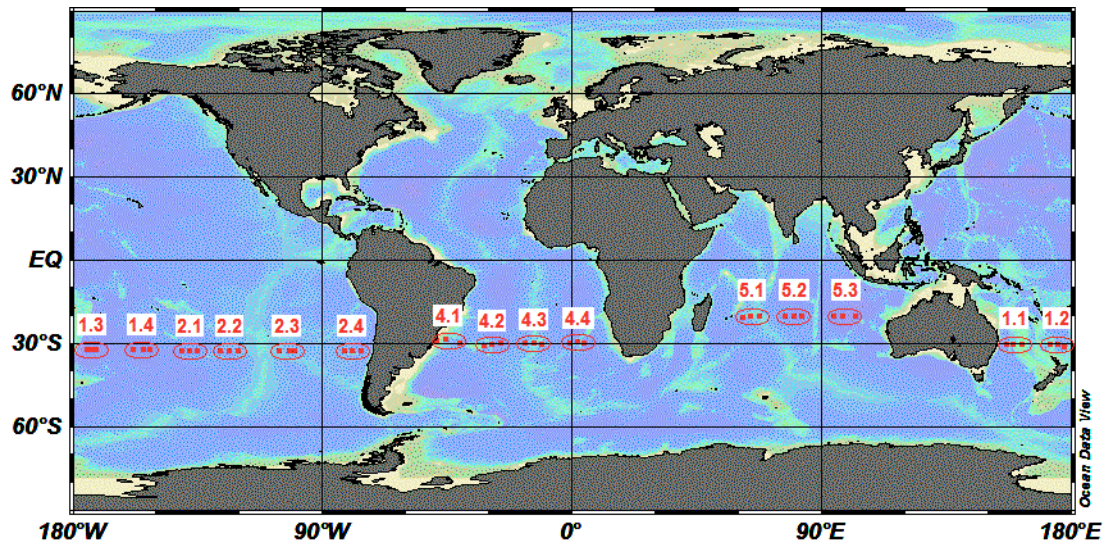 60°N
30°N
EQ
5.1 5.2 5.3
1.3 1.4 2.1 2.2 2.3 2.4 4.1 4.2 4.3 4.4 1.1 1.2
30°S
60°S
Ocean Data View
180°W 90°W 0° 90°E 180°E